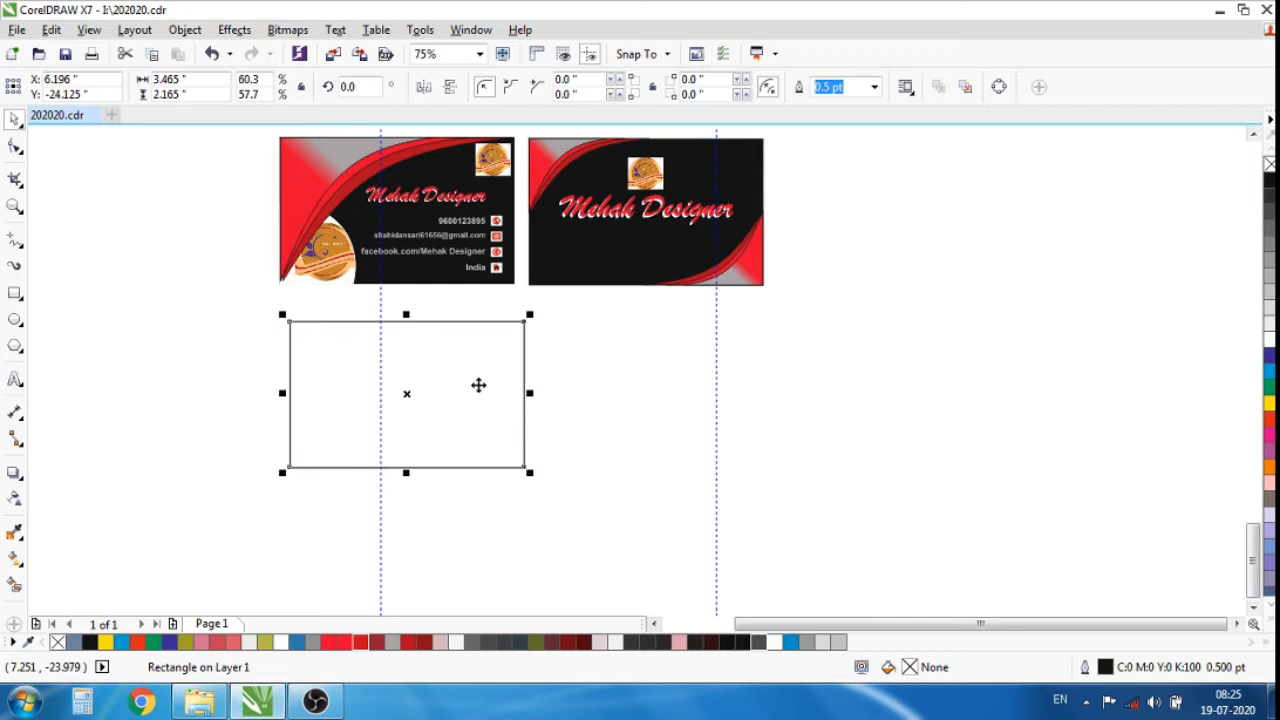 CorelDRAW X7 - I:\202020.cdr
File Edit View Layout Object Effects Bitmaps Text Table Tools Window Help
75% Snap To
X: 6.196 " 3.465 " 60.3 % 0.0 ° 0.0 " 0.0 " 0.5 pt
Y: -24.125 " 2.165 " 57.7 % 0.0 " 0.0 "
202020.cdr
Mehak Designer
9600123895
shahidansari61656@gmail.com
facebook.com/Mehak Designer
India
Mehak Designer
1 of 1 Page 1
(7.251, -23.979) Rectangle on Layer 1 None C:0 M:0 Y:0 K:100 0.500 pt
EN 08:25
19-07-2020